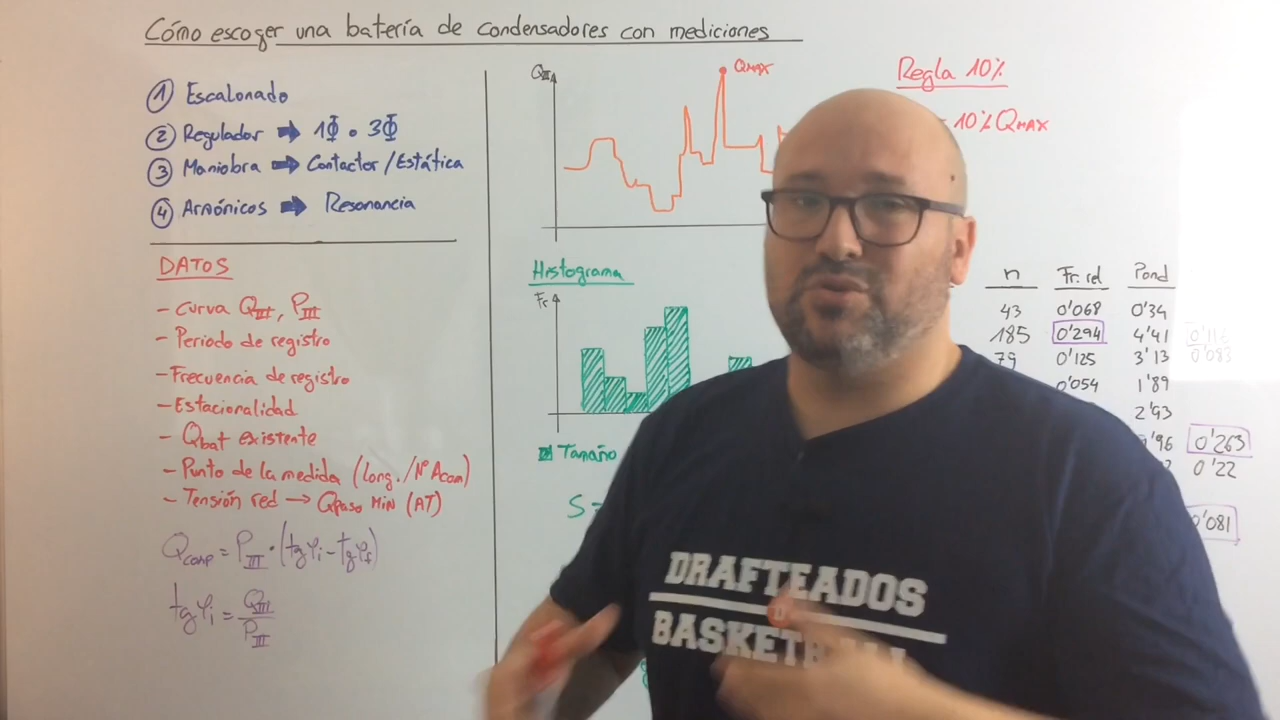 Cómo escoger una batería de condensadores con mediciones
① Escalonado
② Regulador ➡ 1Φ o 3Φ
③ Maniobra ➡ Contactor / Estática
④ Armónicos ➡ Resonancia
DATOS
- Curva QIII, PIII
- Periodo de registro
- Frecuencia de registro
- Estacionalidad
- Qbat existente
- Punto de la medida (long./Nº Acom)
- Tensión red → Qpaso MIN (AT)
Qcomp = PIII · (tgφi - tgφf)
tgφi = QIII / PIII
QIII
QMAX
Regla 10%
10% QMAX
Histograma
Fr
Tamaño
S =
n Fr. rel Pond
43 0'068 0'34
185 0'294 4'41
79 0'125 3'13
0'054 1'89
2'93
'96 0'263
0'22
0'081
0'083
DRAFTEADOS